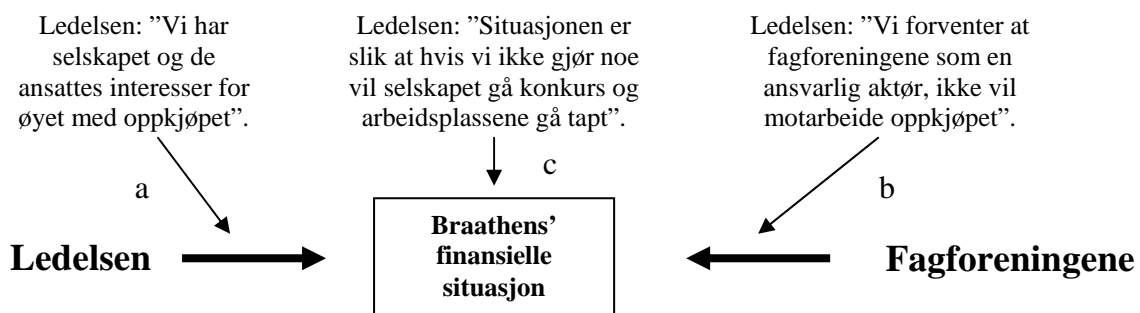 Ledelsen: ”Vi har
selskapet og de
ansattes interesser for
øyet med oppkjøpet”.
Ledelsen: ”Situasjonen er
slik at hvis vi ikke gjør noe
vil selskapet gå konkurs og
arbeidsplassene gå tapt”.
Ledelsen: ”Vi forventer at
fagforeningene som en
ansvarlig aktør, ikke vil
motarbeide oppkjøpet”.
a
c
b
Ledelsen
Braathens’
finansielle
situasjon
Fagforeningene